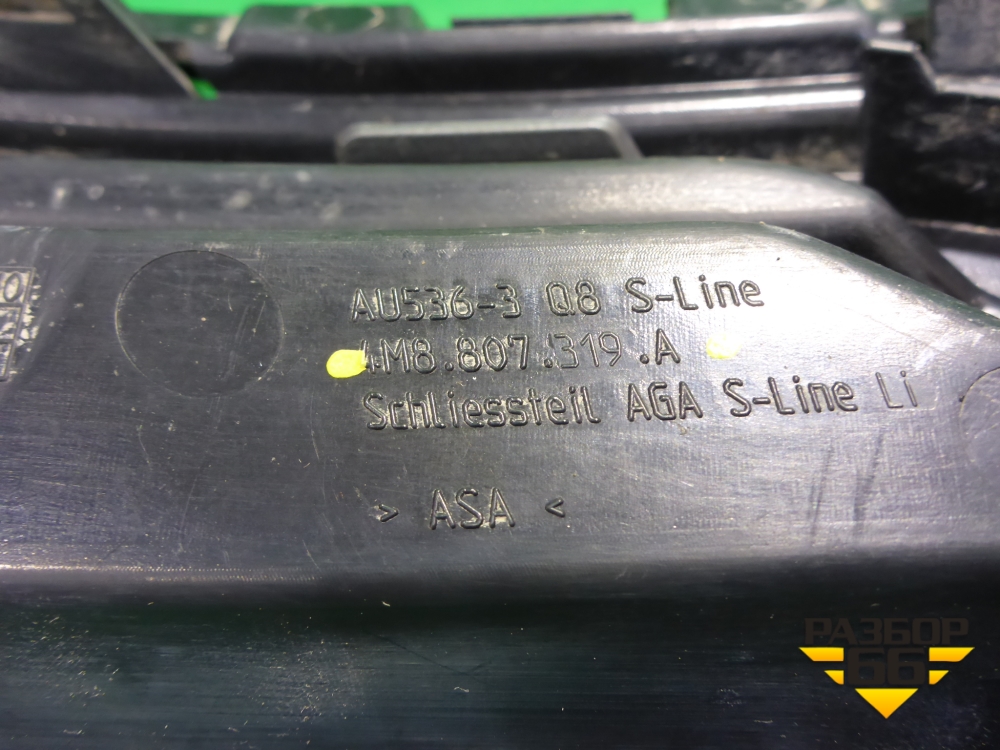 AU536-3 Q8 S-Line
4M8.807.319.A
Schliessteil AGA S-Line Li
> ASA <
РАЗБОР
66